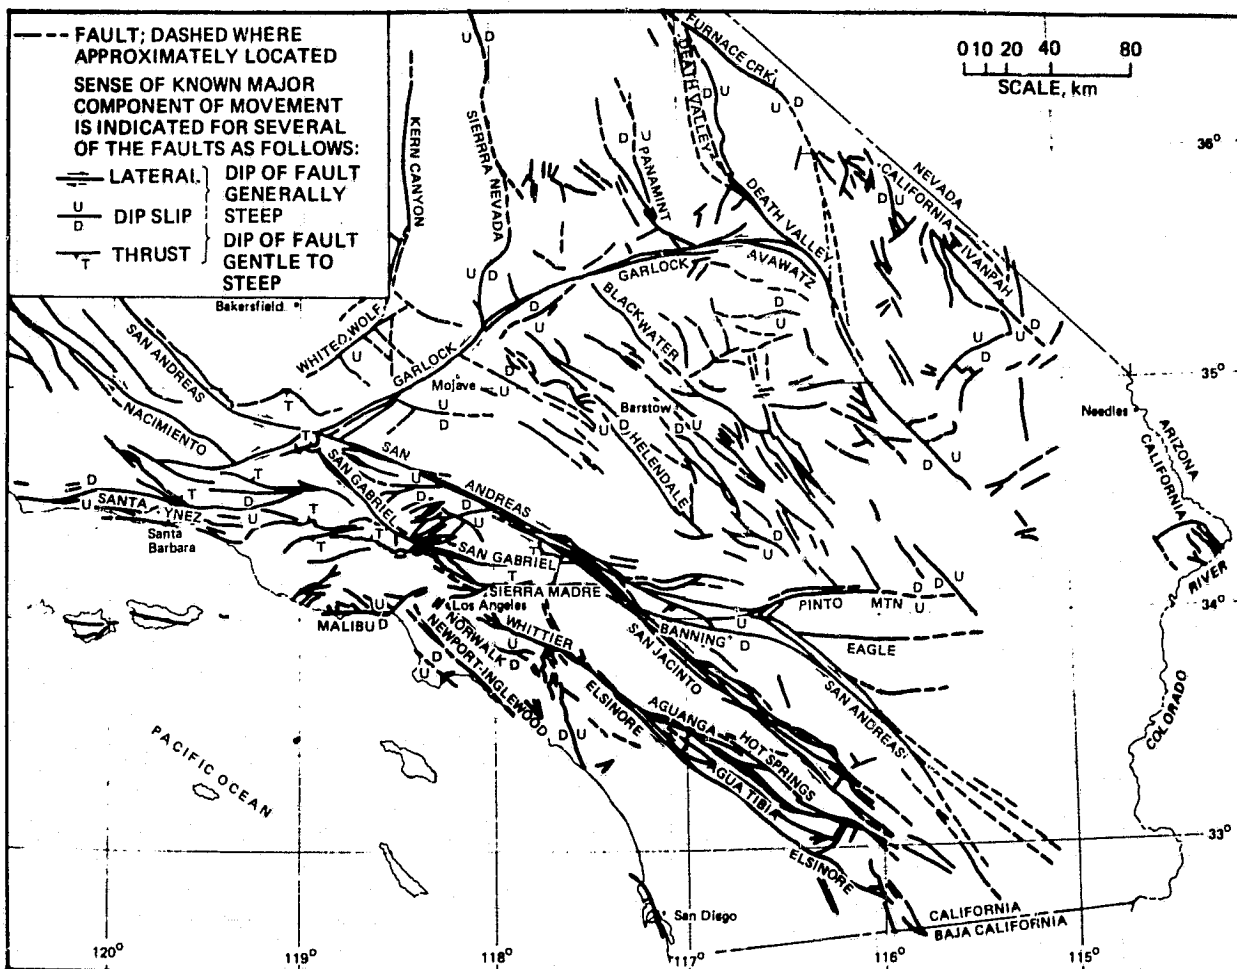 FAULT; DASHED WHERE
APPROXIMATELY LOCATED
SENSE OF KNOWN MAJOR
COMPONENT OF MOVEMENT
IS INDICATED FOR SEVERAL
OF THE FAULTS AS FOLLOWS:
LATERAL
DIP OF FAULT
GENERALLY
STEEP
U
DIP SLIP
D
THRUST
T
DIP OF FAULT
GENTLE TO
STEEP
0 10 20 40 80
SCALE, km
FURNACE CRK
DEATH VALLEY
KERN CANYON
SIERRRA NEVADA
PANAMINT
DEATH VALLEY
NEVADA
CALIFORNIA
IVANPAH
36°
GARLOCK
AVAWATZ
BLACKWATER
Bakersfield
WHITE WOLF
SAN ANDREAS
GARLOCK
Mojave
35°
NACIMIENTO
Barstow
Needles
HELENDALE
ARIZONA
CALIFORNIA
SAN
ANDREAS
SAN GABRIEL
SANTA YNEZ
Santa
Barbara
SAN GABRIEL
SIERRA MADRE
Los Angeles
MALIBU
PINTO MTN
RIVER
34°
NORWALK
WHITTIER
BANNING
EAGLE
NEWPORT-INGLEWOOD
SAN JACINTO
ELSINORE
SAN ANDREAS
COLORADO
AGUANGA
HOT SPRINGS
AGUA TIBIA
PACIFIC OCEAN
33°
ELSINORE
San Diego
CALIFORNIA
BAJA CALIFORNIA
120°
119°
118°
117°
116°
115°